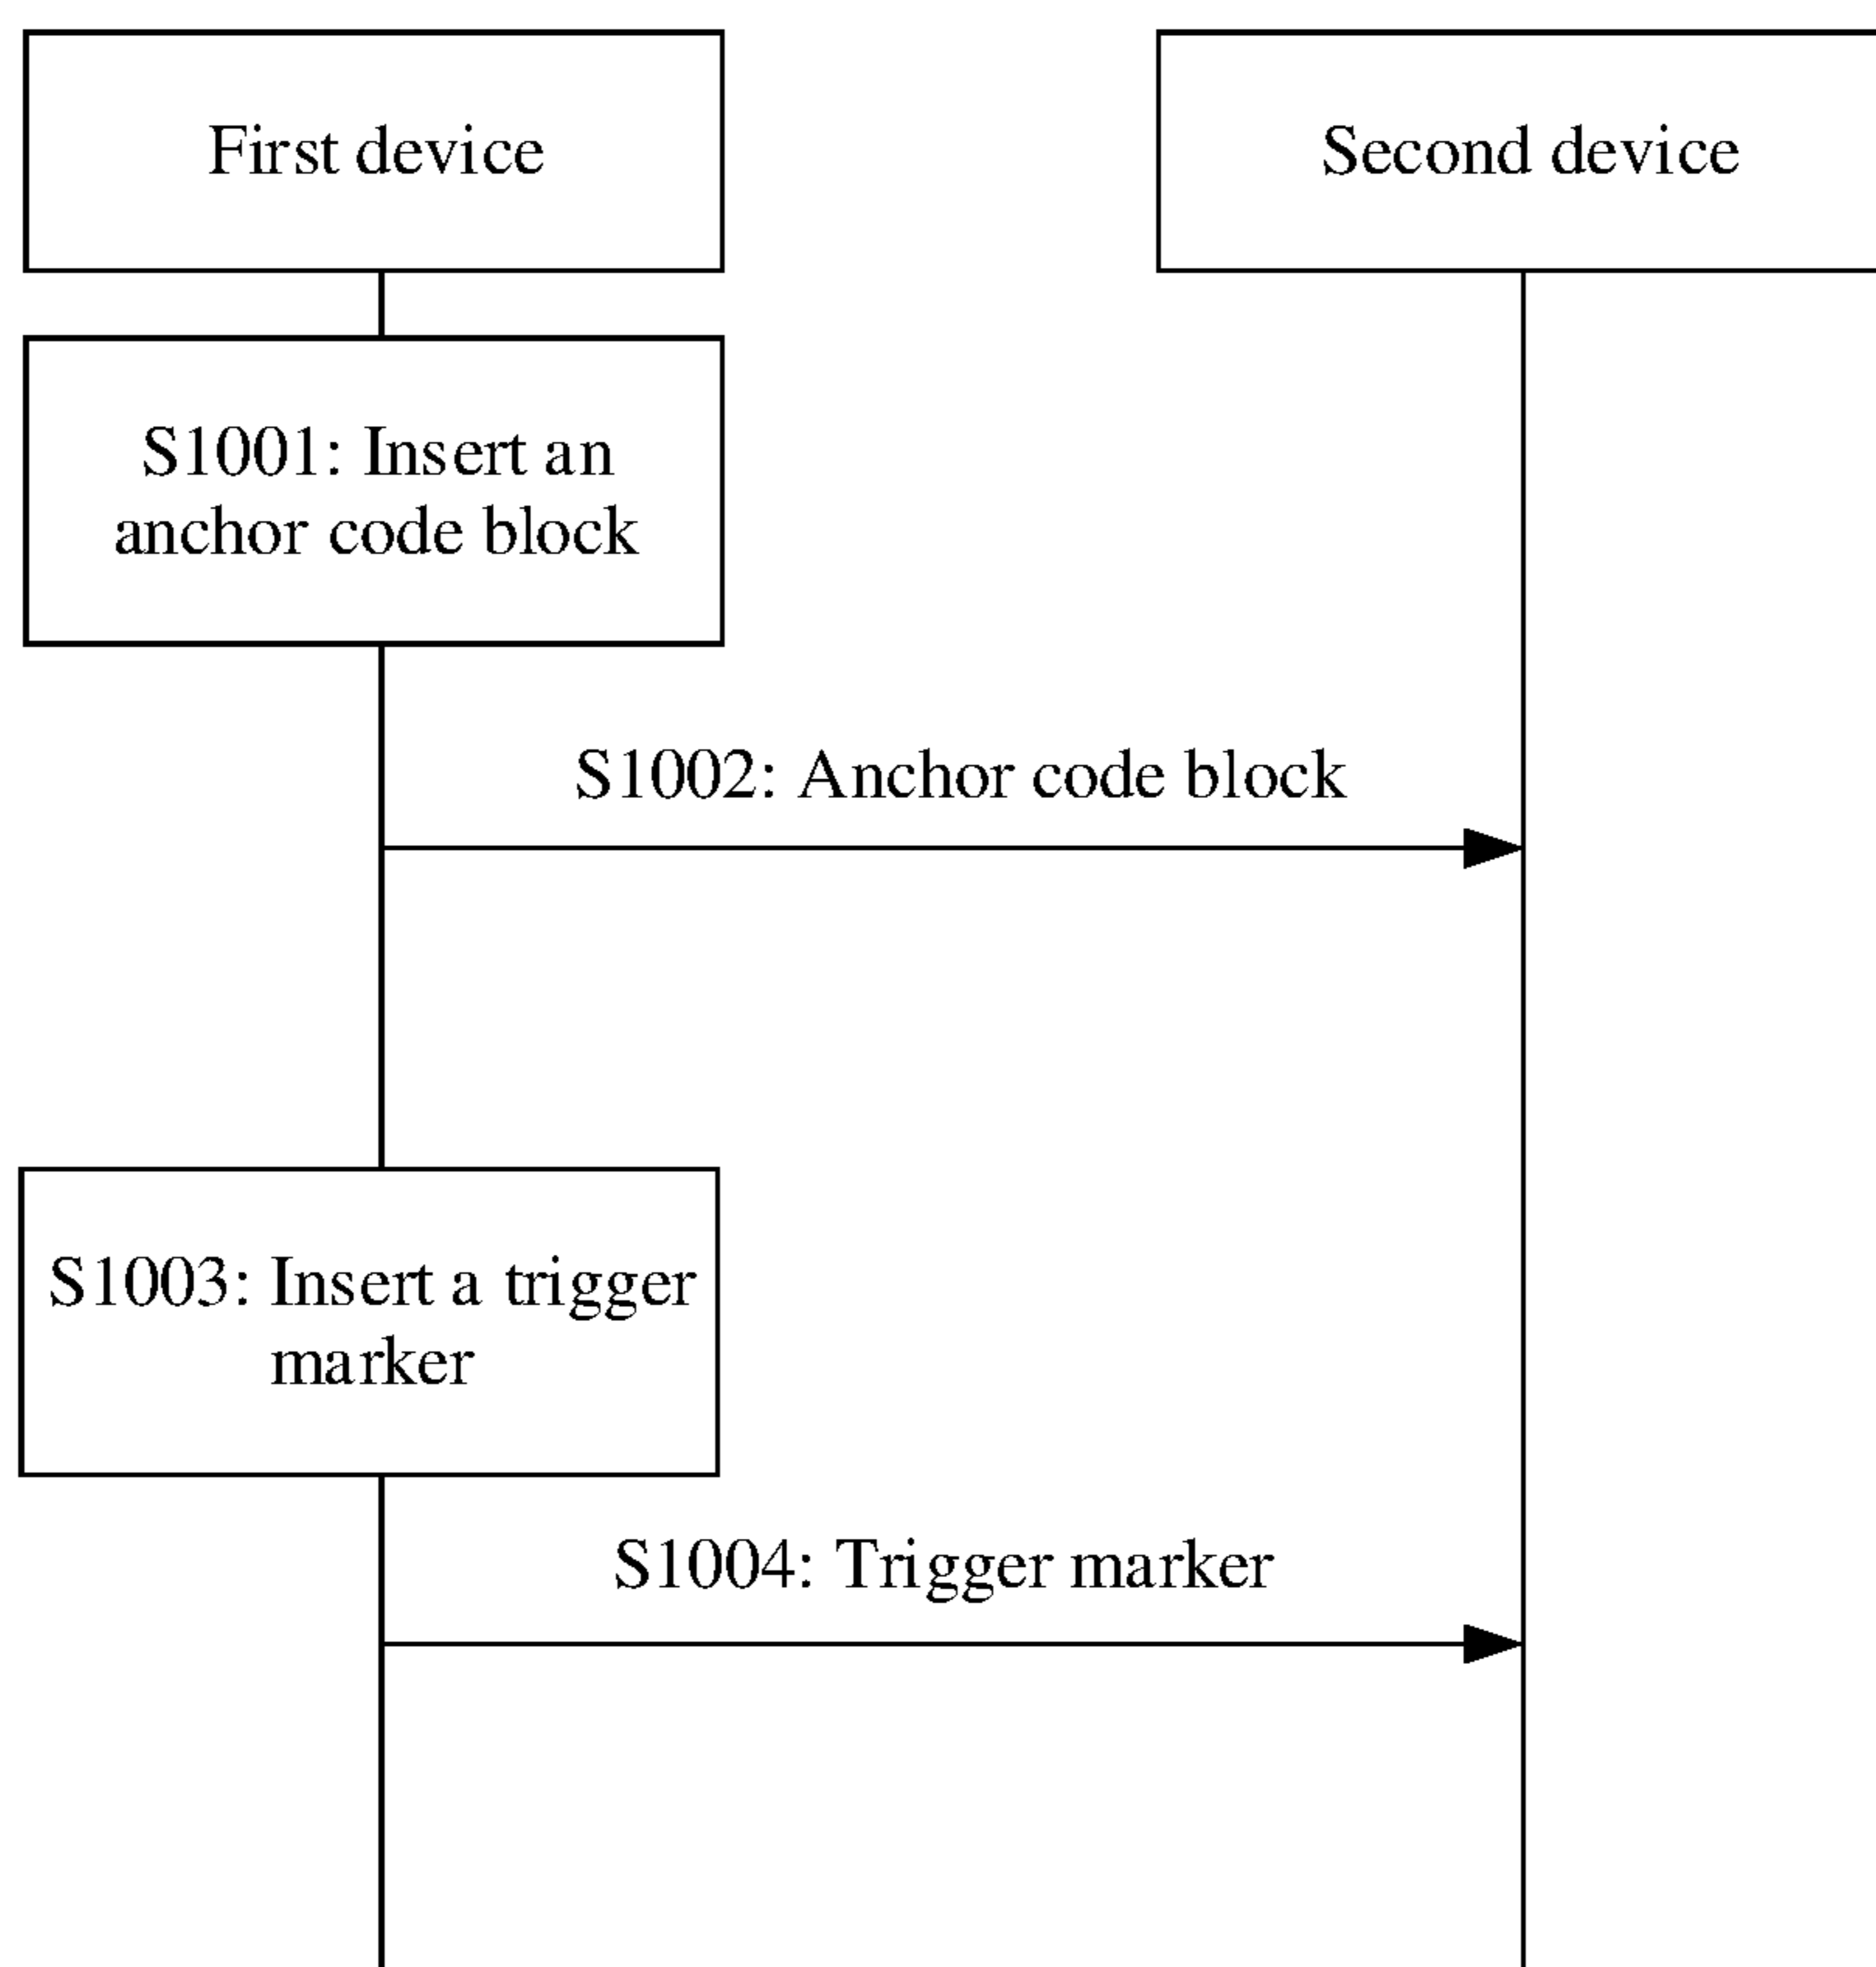 First device
Second device
S1001: Insert an
anchor code block
S1002: Anchor code block
S1003: Insert a trigger
marker
S1004: Trigger marker